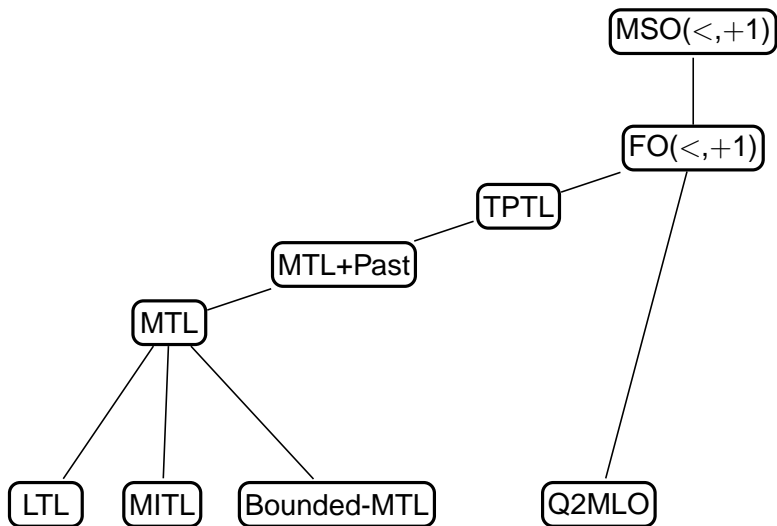 MSO(<,+1)
FO(<,+1)
TPTL
MTL+Past
MTL
LTL
MITL
Bounded-MTL
Q2MLO